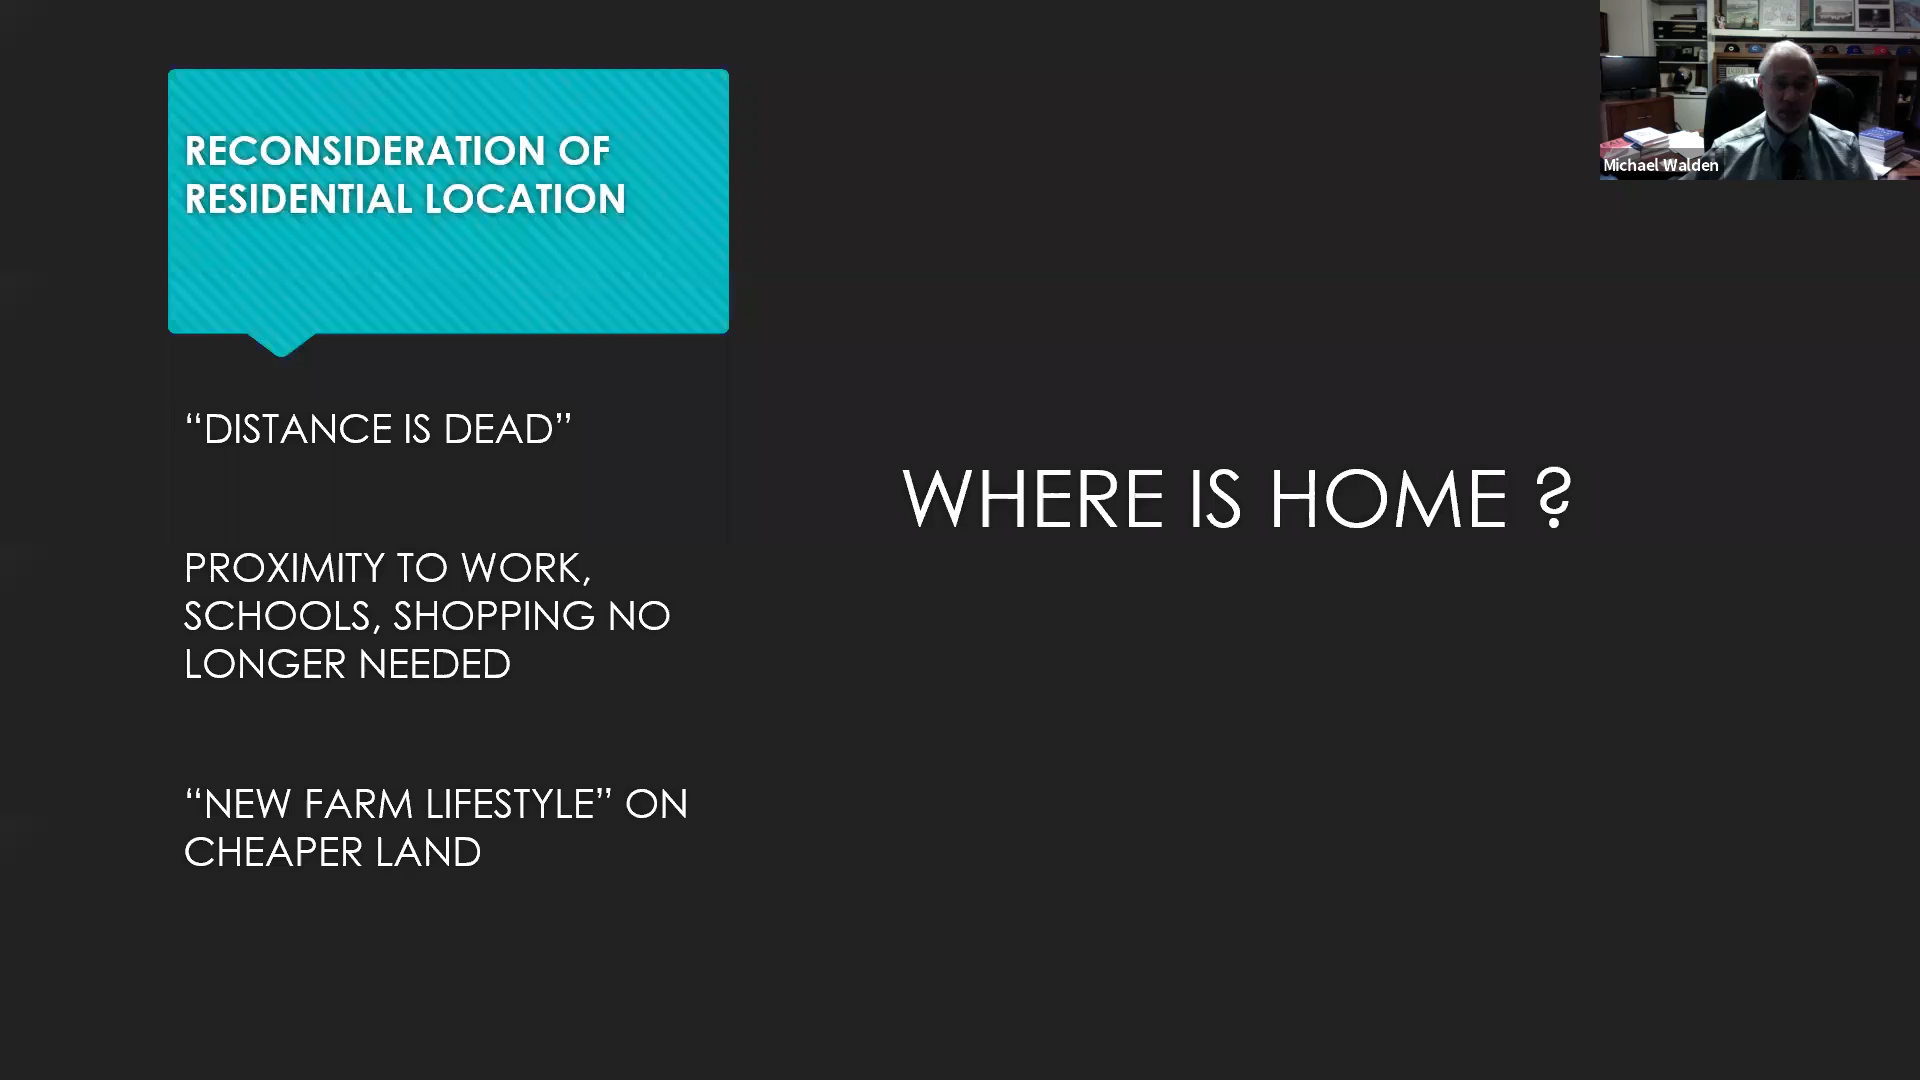 RECONSIDERATION OF
RESIDENTIAL LOCATION
“DISTANCE IS DEAD”
PROXIMITY TO WORK,
SCHOOLS, SHOPPING NO
LONGER NEEDED
“NEW FARM LIFESTYLE” ON
CHEAPER LAND
WHERE IS HOME ?
Michael Walden